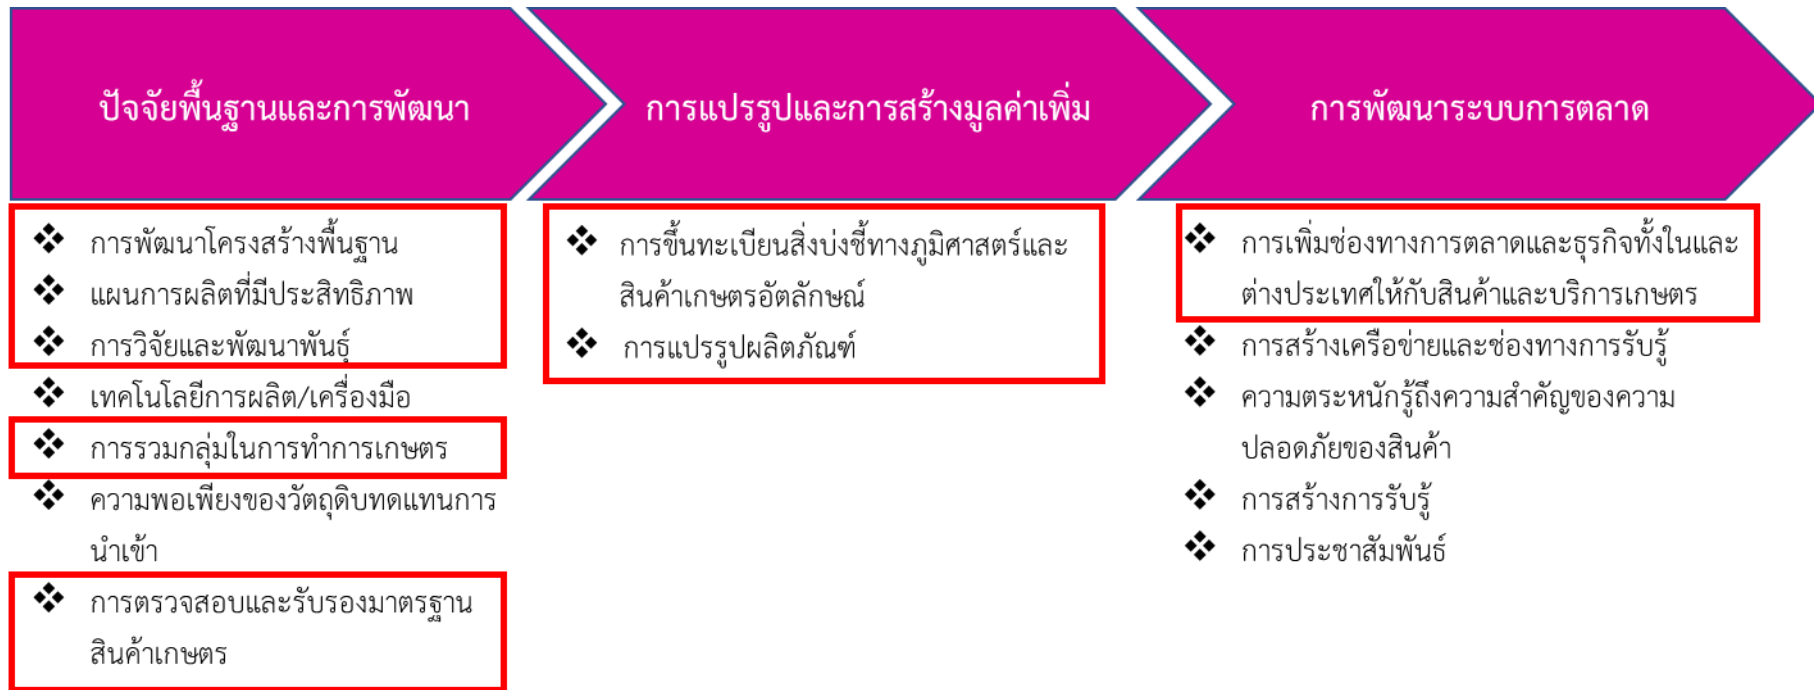 ปัจจัยพื้นฐานและการพัฒนา
การแปรรูปและการสร้างมูลค่าเพิ่ม
การพัฒนาระบบการตลาด
❖ การพัฒนาโครงสร้างพื้นฐาน
❖ แผนการผลิตที่มีประสิทธิภาพ
❖ การวิจัยและพัฒนาพันธุ์
❖ เทคโนโลยีการผลิต/เครื่องมือ
❖ การรวมกลุ่มในการทำการเกษตร
❖ ความพอเพียงของวัตถุดิบทดแทนการ
นำเข้า
❖ การตรวจสอบและรับรองมาตรฐาน
สินค้าเกษตร
❖ การขึ้นทะเบียนสิ่งบ่งชี้ทางภูมิศาสตร์และ
สินค้าเกษตรอัตลักษณ์
❖ การแปรรูปผลิตภัณฑ์
❖ การเพิ่มช่องทางการตลาดและธุรกิจทั้งในและ
ต่างประเทศให้กับสินค้าและบริการเกษตร
❖ การสร้างเครือข่ายและช่องทางการรับรู้
❖ ความตระหนักรู้ถึงความสำคัญของความ
ปลอดภัยของสินค้า
❖ การสร้างการรับรู้
❖ การประชาสัมพันธ์